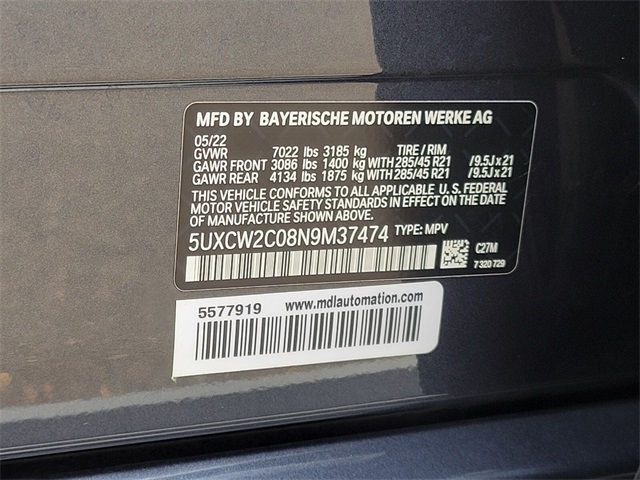 MFD BY BAYERISCHE MOTOREN WERKE AG
05/22
GVWR 7022 lbs 3185 kg TIRE / RIM
GAWR FRONT 3086 lbs 1400 kg WITH 285/45 R21 /9.5J x 21
GAWR REAR 4134 lbs 1875 kg WITH 285/45 R21 /9.5J x 21
THIS VEHICLE CONFORMS TO ALL APPLICABLE U. S. FEDERAL
MOTOR VEHICLE SAFETY STANDARDS IN EFFECT ON THE DATE
OF MANUFACTURE SHOWN ABOVE.
5UXCW2C08N9M37474 TYPE: MPV
C27M
7 320 729
5577919 www.mdlautomation.com